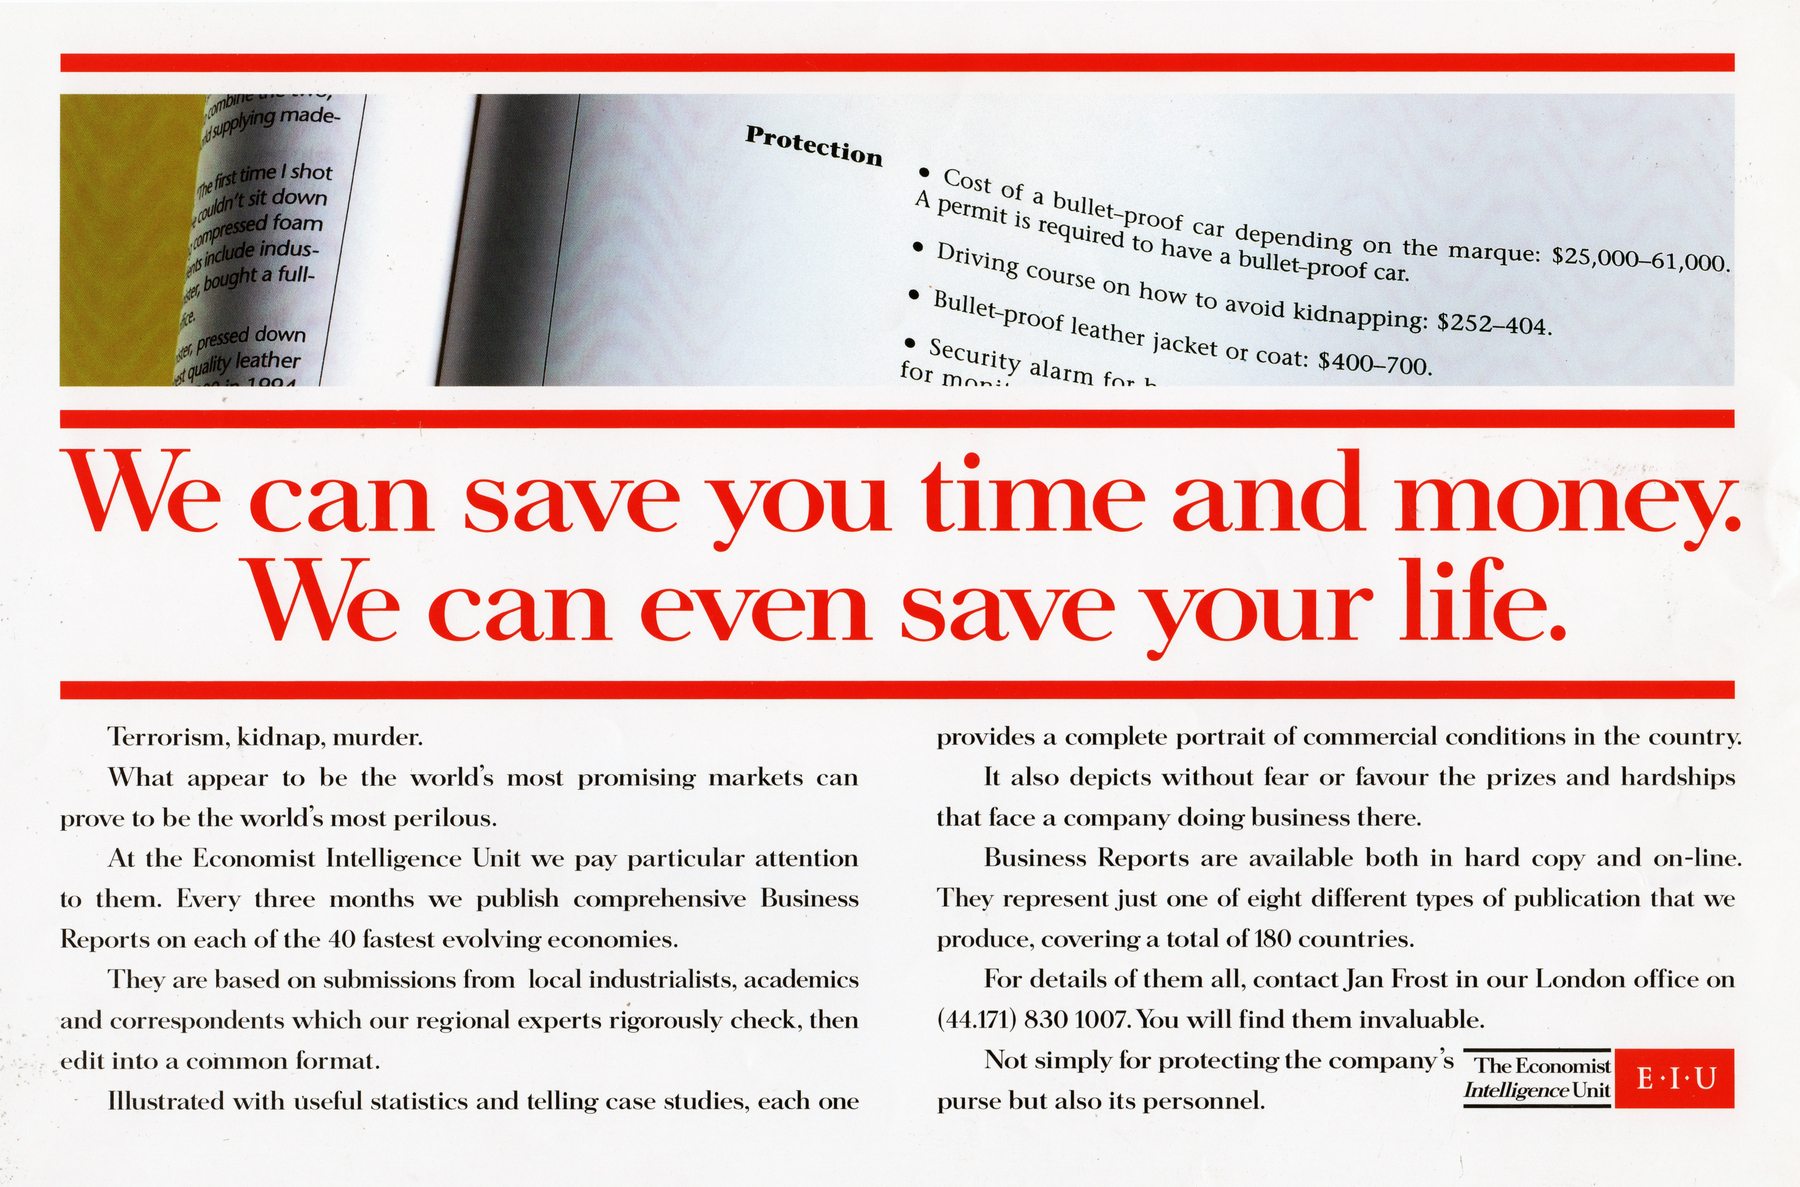 combine the two,
supplying made-
The first time I shot
couldn't sit down
compressed foam
include indus-
bought a full-
pressed down
quality leather
in 1994
Protection
• Cost of a bullet-proof car depending on the marque: $25,000–61,000.
A permit is required to have a bullet-proof car.
• Driving course on how to avoid kidnapping: $252–404.
• Bullet-proof leather jacket or coat: $400–700.
• Security alarm for
for
We can save you time and money.
We can even save your life.
Terrorism, kidnap, murder.
What appear to be the world's most promising markets can
prove to be the world's most perilous.
At the Economist Intelligence Unit we pay particular attention
to them. Every three months we publish comprehensive Business
Reports on each of the 40 fastest evolving economies.
They are based on submissions from local industrialists, academics
and correspondents which our regional experts rigorously check, then
edit into a common format.
Illustrated with useful statistics and telling case studies, each one
provides a complete portrait of commercial conditions in the country.
It also depicts without fear or favour the prizes and hardships
that face a company doing business there.
Business Reports are available both in hard copy and on-line.
They represent just one of eight different types of publication that we
produce, covering a total of 180 countries.
For details of them all, contact Jan Frost in our London office on
(44.171) 830 1007. You will find them invaluable.
Not simply for protecting the company's
purse but also its personnel.
The Economist
Intelligence Unit
E·I·U